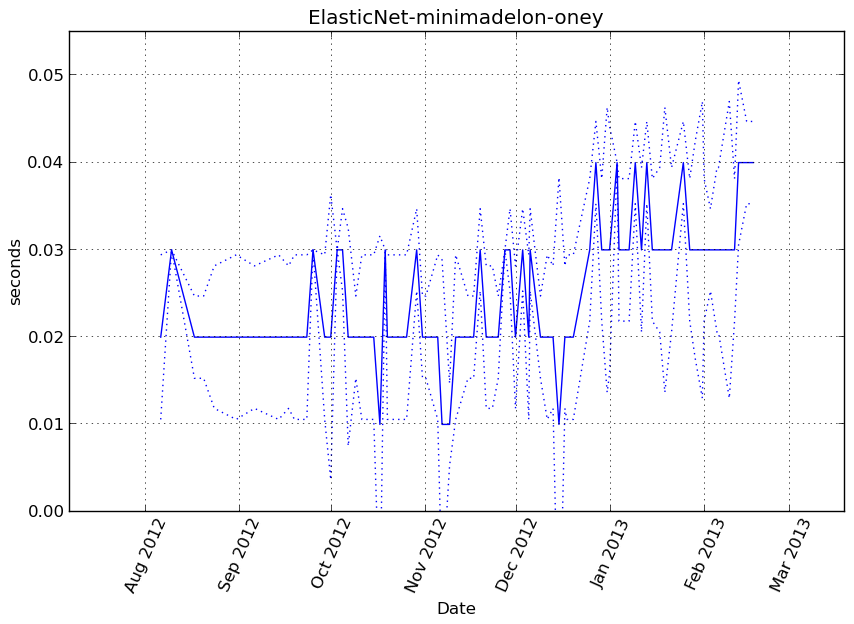 ElasticNet-minimadelon-oney
0.05
0.04
0.03
0.02
0.01
0.00
seconds
Aug 2012
Sep 2012
Oct 2012
Nov 2012
Dec 2012
Jan 2013
Feb 2013
Mar 2013
Date